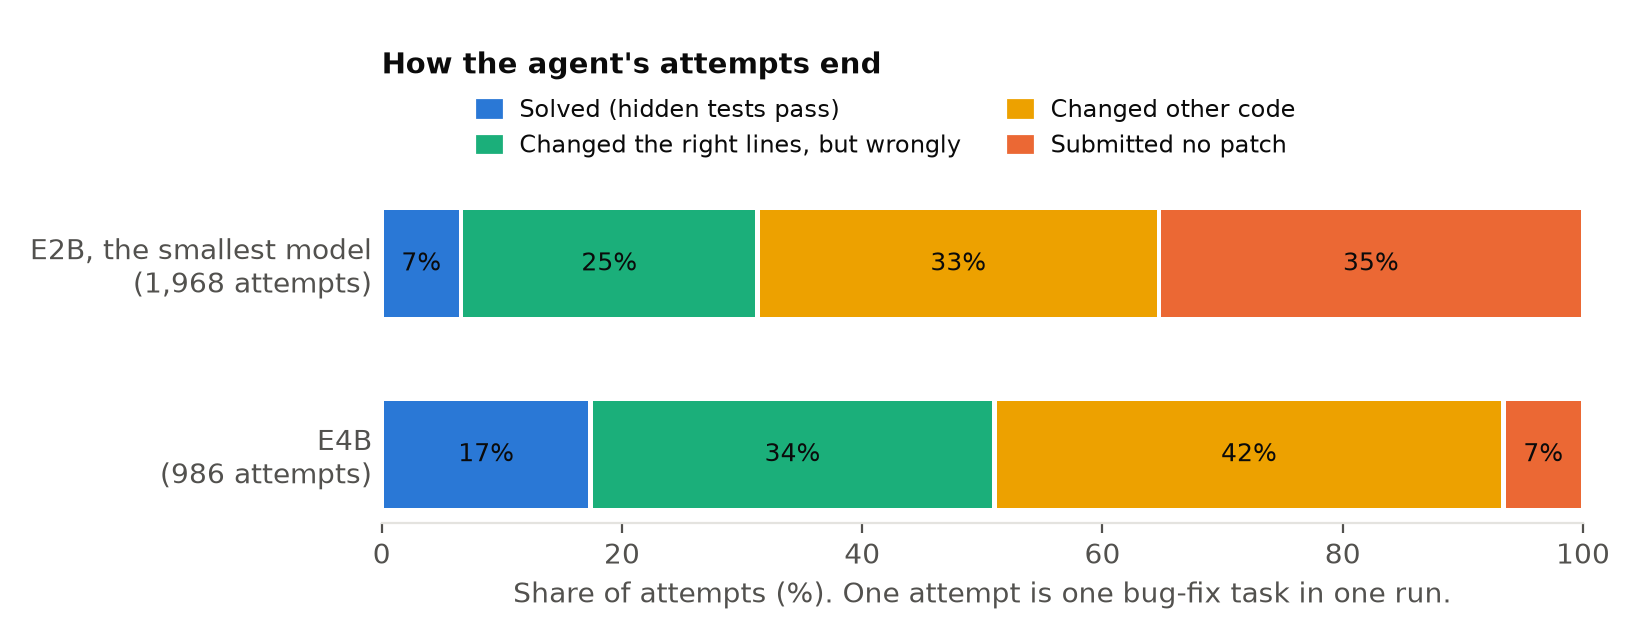 How the agent's attempts end
Solved (hidden tests pass)
Changed the right lines, but wrongly
Changed other code
Submitted no patch
E2B, the smallest model
(1,968 attempts)
7%
25%
33%
35%
E4B
(986 attempts)
17%
34%
42%
7%
0
20
40
60
80
100
Share of attempts (%). One attempt is one bug-fix task in one run.